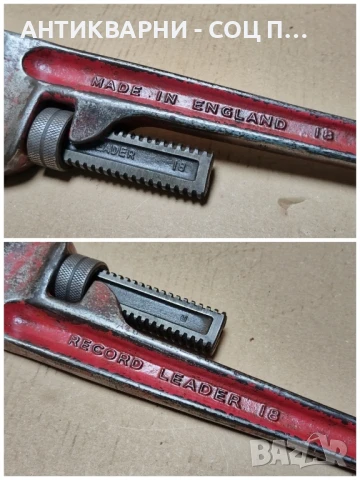 АНТИКВАРНИ - СОЦ П...
MADE IN ENGLAND 18
LEADER 18
RECORD LEADER 18
BAZAR